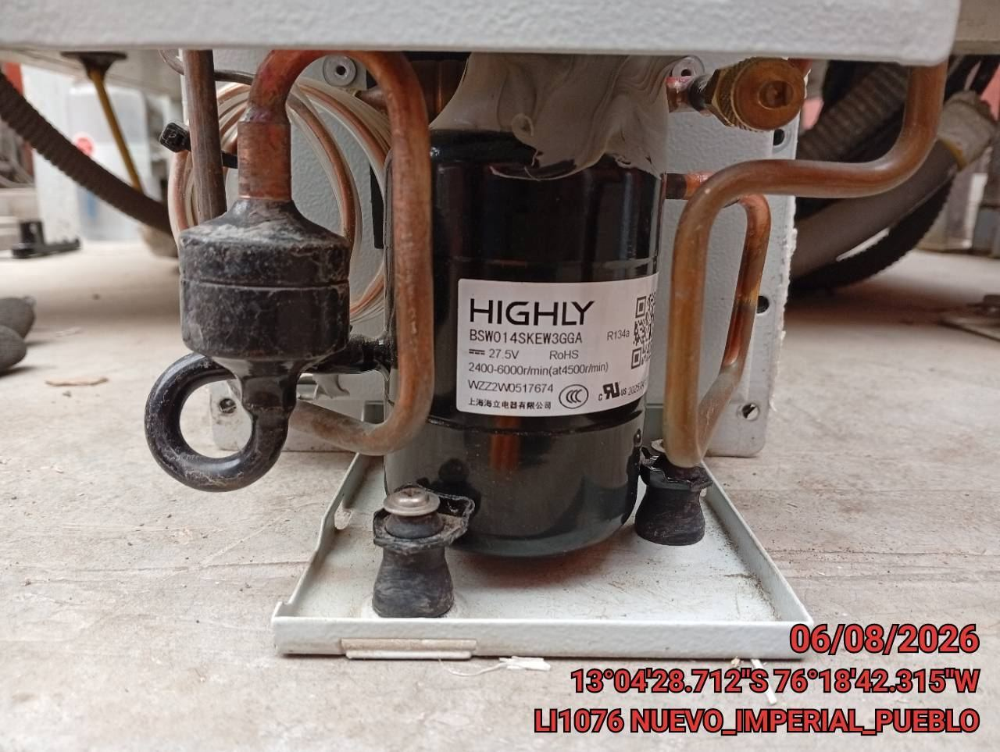 HIGHLY
BSW014SKEW3GGA R134a
27.5V RoHS
2400-6000r/min(at4500r/min)
WZZ2W0517674
上海海立电器有限公司
06/08/2026
13°04'28.712"S 76°18'42.315"W
LI1076 NUEVO_IMPERIAL_PUEBLO